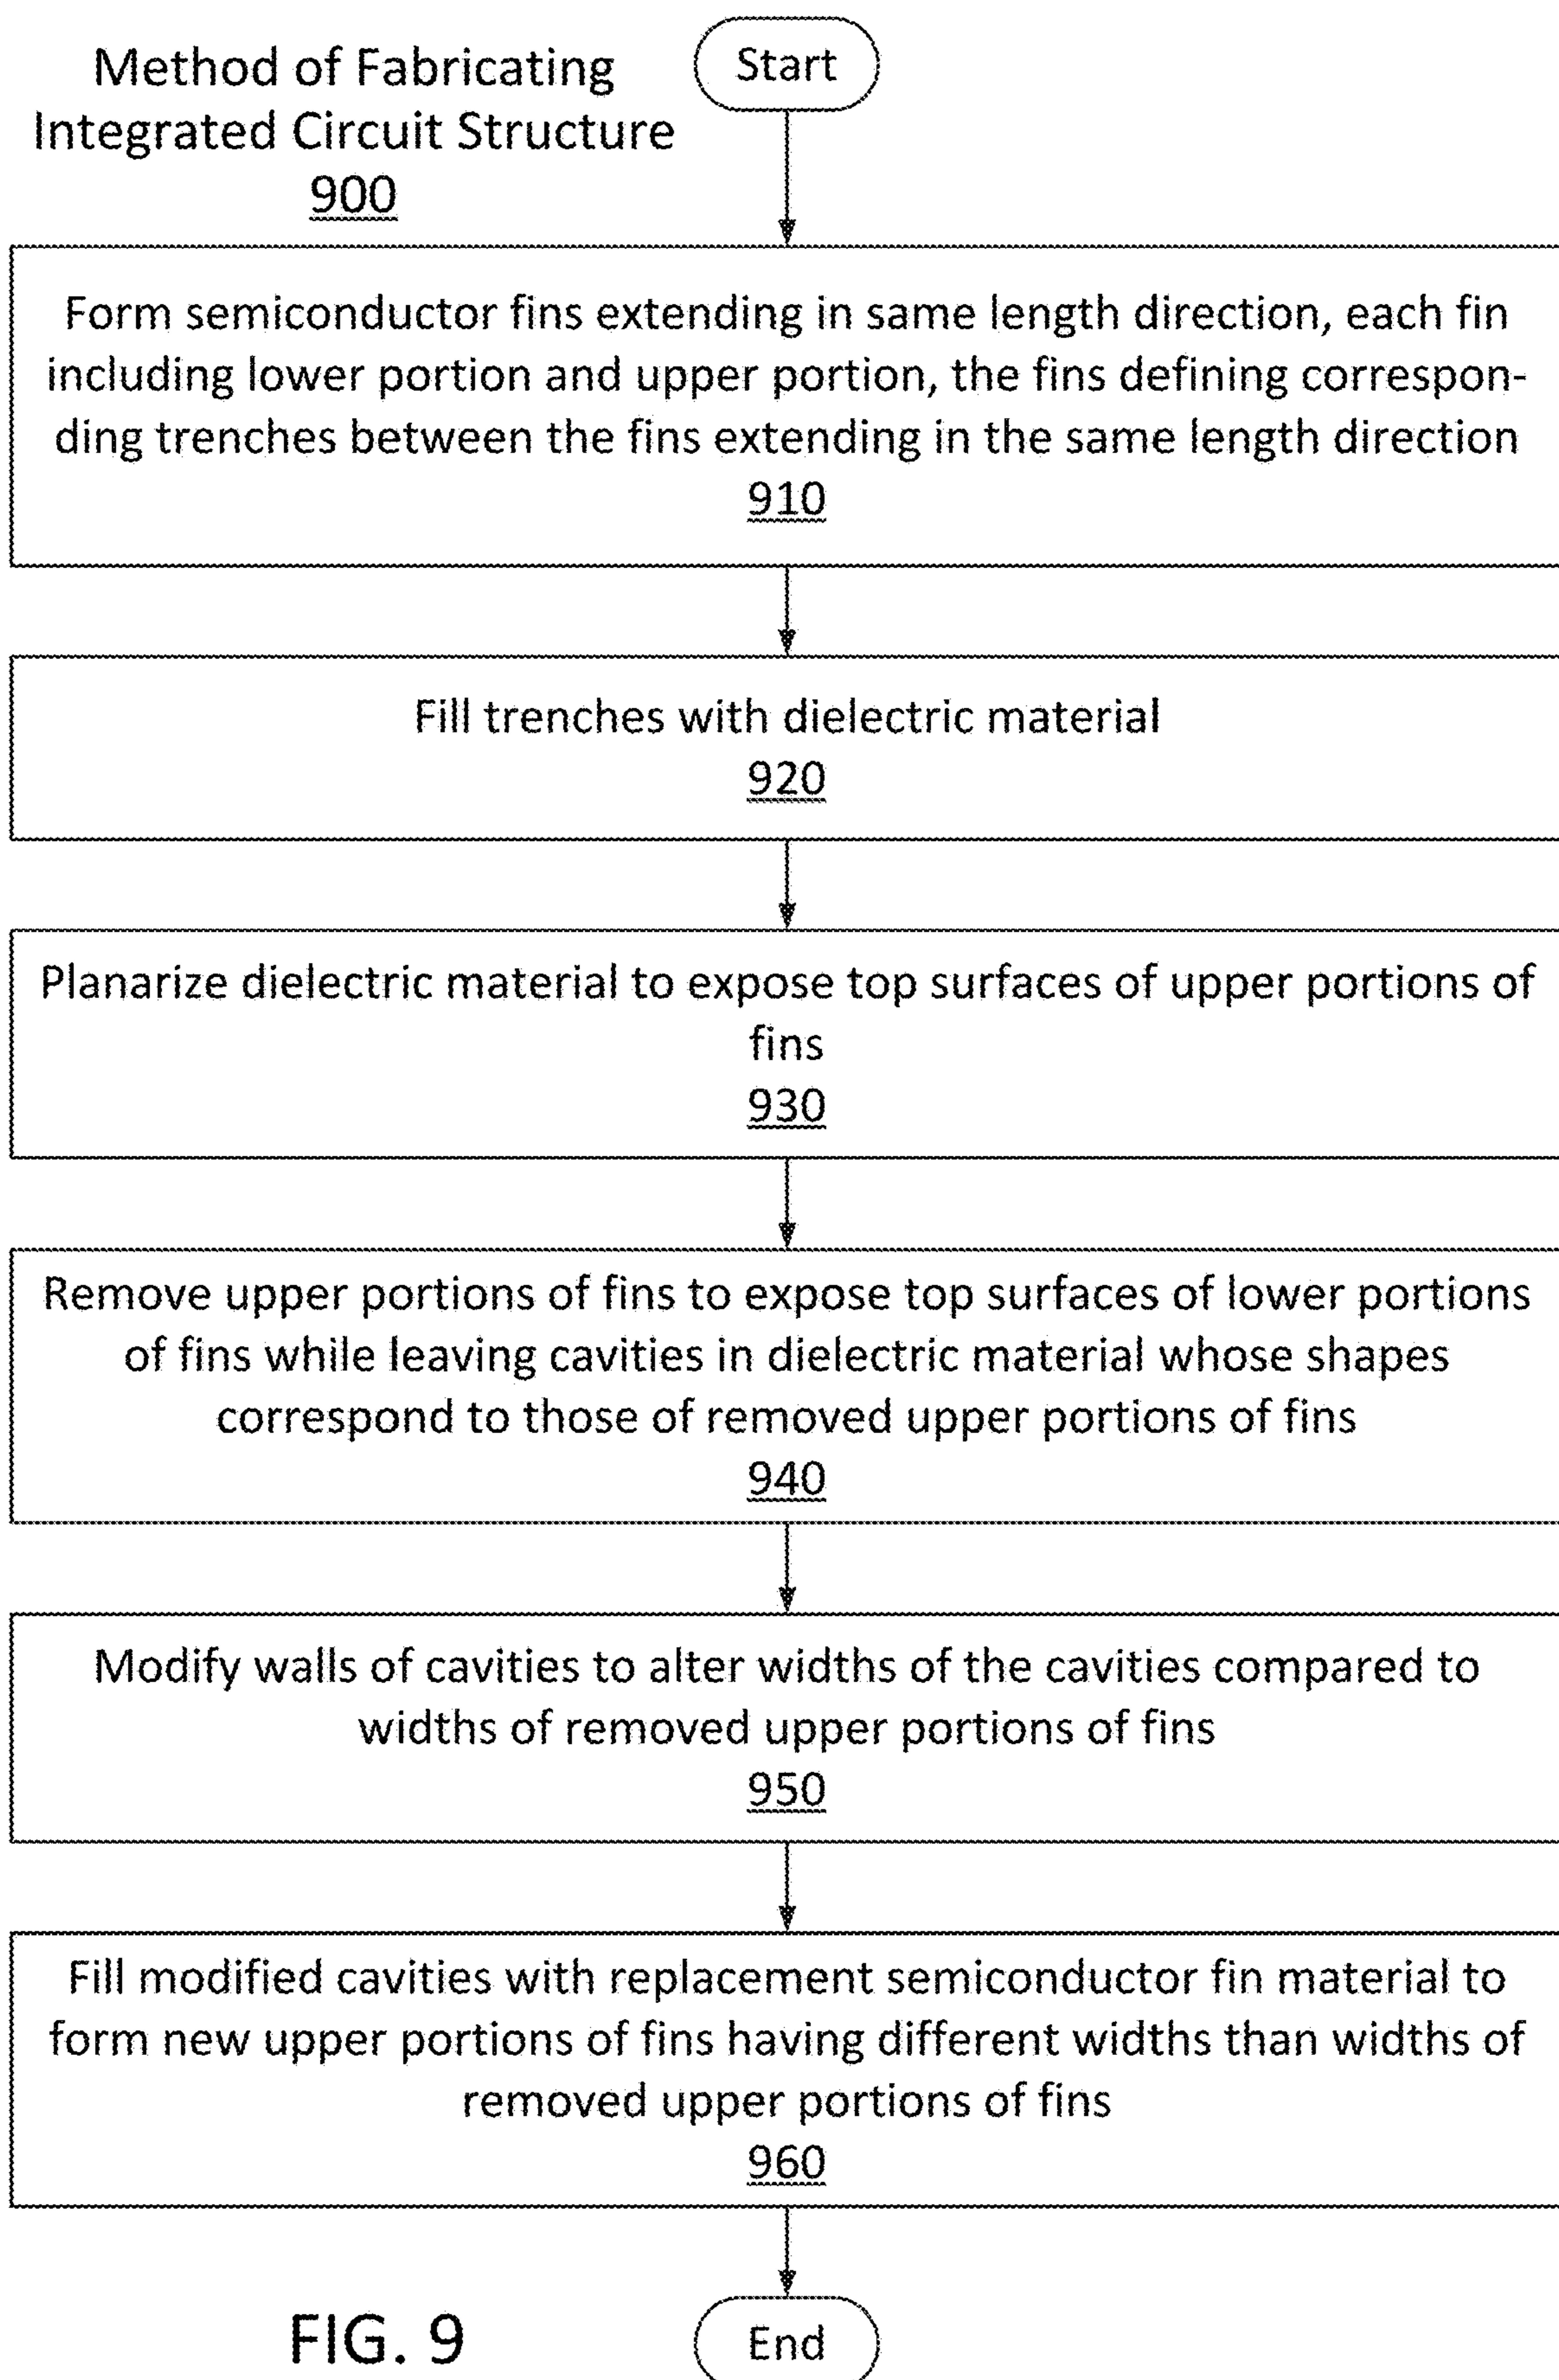 Method of Fabricating
Integrated Circuit Structure
900
Start
Form semiconductor fins extending in same length direction, each fin
including lower portion and upper portion, the fins defining correspon-
ding trenches between the fins extending in the same length direction
910
Fill trenches with dielectric material
920
Planarize dielectric material to expose top surfaces of upper portions of
fins
930
Remove upper portions of fins to expose top surfaces of lower portions
of fins while leaving cavities in dielectric material whose shapes
correspond to those of removed upper portions of fins
940
Modify walls of cavities to alter widths of the cavities compared to
widths of removed upper portions of fins
950
Fill modified cavities with replacement semiconductor fin material to
form new upper portions of fins having different widths than widths of
removed upper portions of fins
960
End
FIG. 9